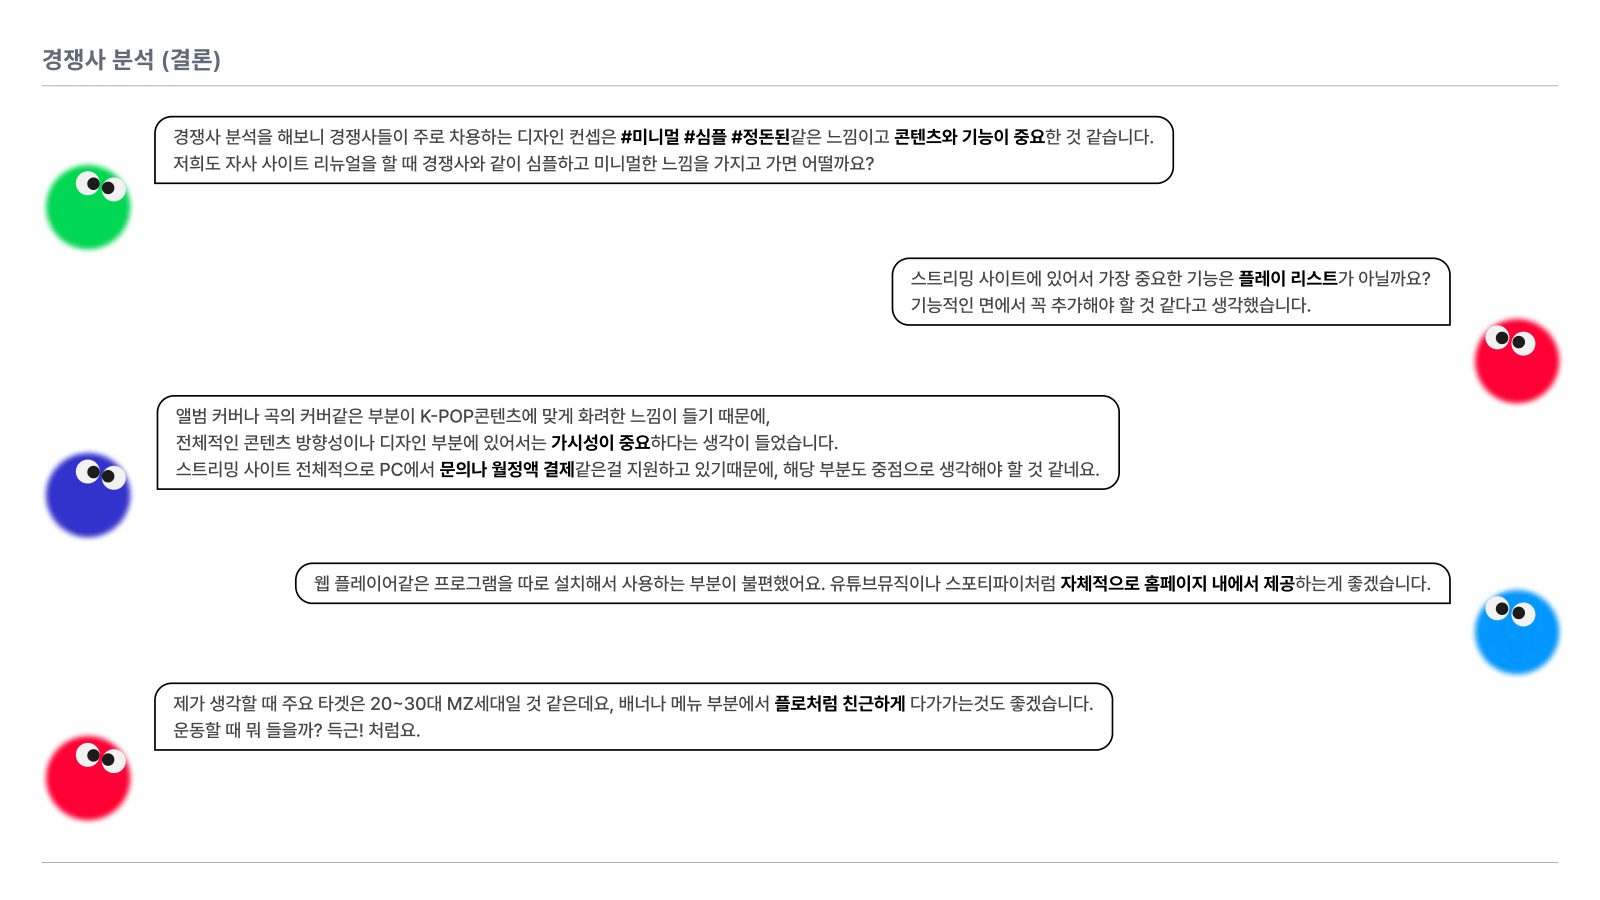 경쟁사 분석 (결론)
경쟁사 분석을 해보니 경쟁사들이 주로 차용하는 디자인 컨셉은 #미니멀 #심플 #정돈된같은 느낌이고 콘텐츠와 기능이 중요한 것 같습니다.
저희도 자사 사이트 리뉴얼을 할 때 경쟁사와 같이 심플하고 미니멀한 느낌을 가지고 가면 어떨까요?
스트리밍 사이트에 있어서 가장 중요한 기능은 플레이 리스트가 아닐까요?
기능적인 면에서 꼭 추가해야 할 것 같다고 생각했습니다.
앨범 커버나 곡의 커버같은 부분이 K-POP콘텐츠에 맞게 화려한 느낌이 들기 때문에,
전체적인 콘텐츠 방향성이나 디자인 부분에 있어서는 가시성이 중요하다는 생각이 들었습니다.
스트리밍 사이트 전체적으로 PC에서 문의나 월정액 결제같은걸 지원하고 있기때문에, 해당 부분도 중점으로 생각해야 할 것 같네요.
웹 플레이어같은 프로그램을 따로 설치해서 사용하는 부분이 불편했어요. 유튜브뮤직이나 스포티파이처럼 자체적으로 홈페이지 내에서 제공하는게 좋겠습니다.
제가 생각할 때 주요 타겟은 20~30대 MZ세대일 것 같은데요, 배너나 메뉴 부분에서 플로처럼 친근하게 다가가는것도 좋겠습니다.
운동할 때 뭐 들을까? 득근! 처럼요.